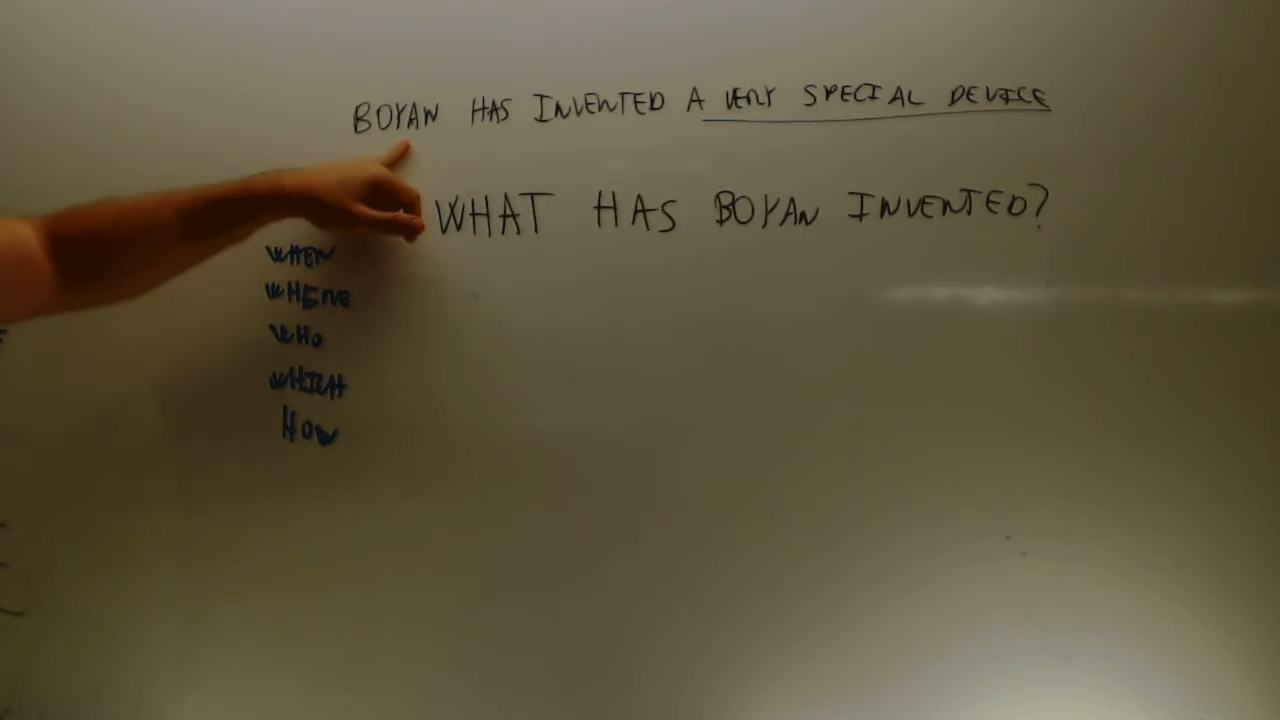 BOYAN HAS INVENTED A VERY SPECIAL DEVICE
WHAT HAS BOYAN INVENTED?
WHEN
WHERE
WHO
WHICH
HOW